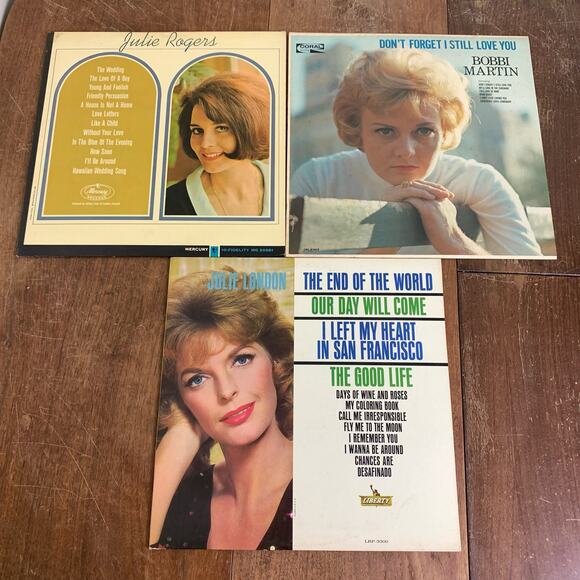 Julie Rogers
The Wedding
The Love Of A Boy
Young And Foolish
Friendly Persuasion
A House Is Not A Home
Love Letters
Like A Child
Without Your Love
In The Blue Of The Evening
Now Soon
I'll Be Around
Hawaiian Wedding Song
Mercury
MERCURY
HI-FIDELITY MG 20981
CORAL
DON'T FORGET I STILL LOVE YOU
BOBBI
MARTIN
JULIE LONDON
THE END OF THE WORLD
OUR DAY WILL COME
I LEFT MY HEART
IN SAN FRANCISCO
THE GOOD LIFE
DAYS OF WINE AND ROSES
MY COLORING BOOK
CALL ME IRRESPONSIBLE
FLY ME TO THE MOON
I REMEMBER YOU
I WANNA BE AROUND
CHANCES ARE
DESAFINADO
LIBERTY
LRP-3300